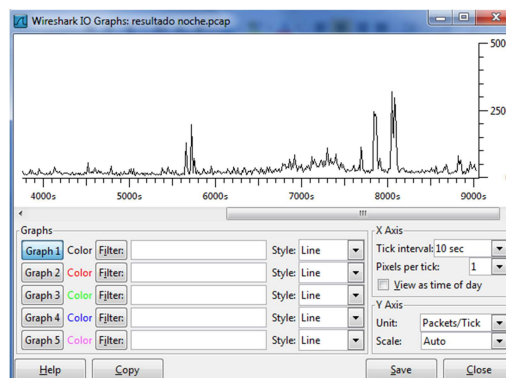 Wireshark IO Graphs: resultado noche.pcap
500
250
4000s 5000s 6000s 7000s 8000s 9000s
Graphs
Graph 1 Color Filter: Style: Line
Graph 2 Color Filter: Style: Line
Graph 3 Color Filter: Style: Line
Graph 4 Color Filter: Style: Line
Graph 5 Color Filter: Style: Line
X Axis
Tick interval: 10 sec
Pixels per tick: 1
View as time of day
Y Axis
Unit: Packets/Tick
Scale: Auto
Help Copy Save Close